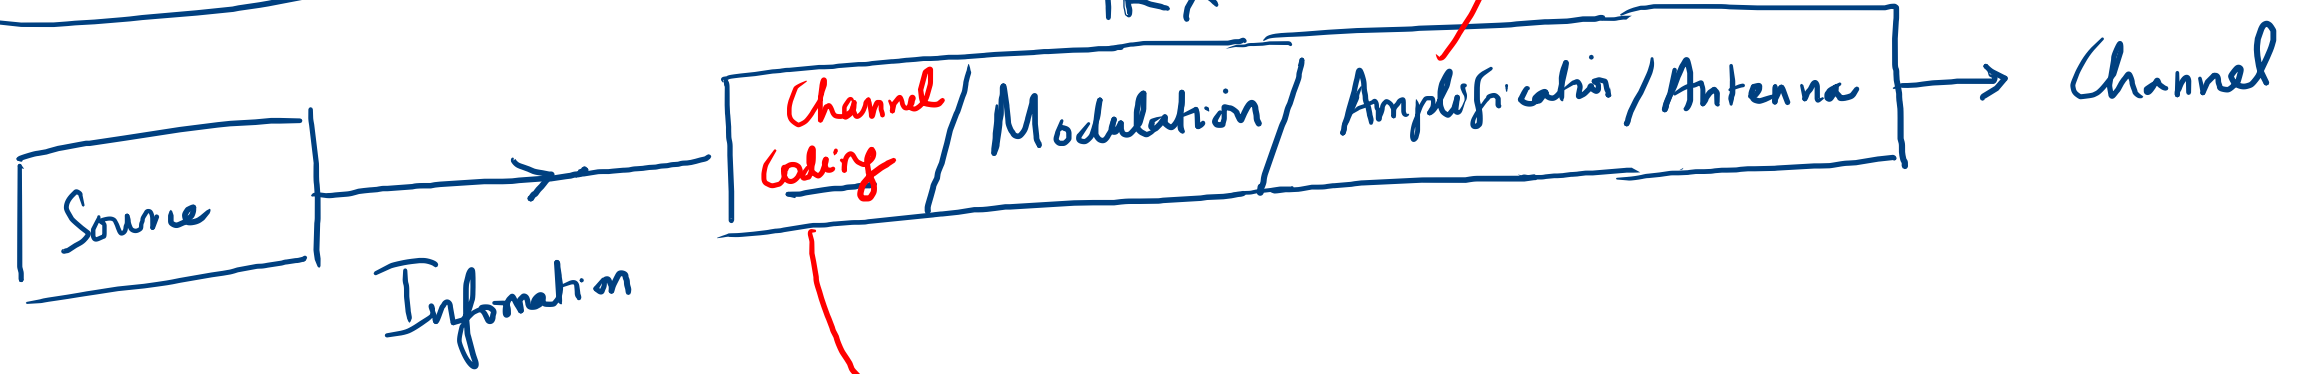 Channel / Modulation / Amplification / Antenna → Channel
Coding
Source
Information